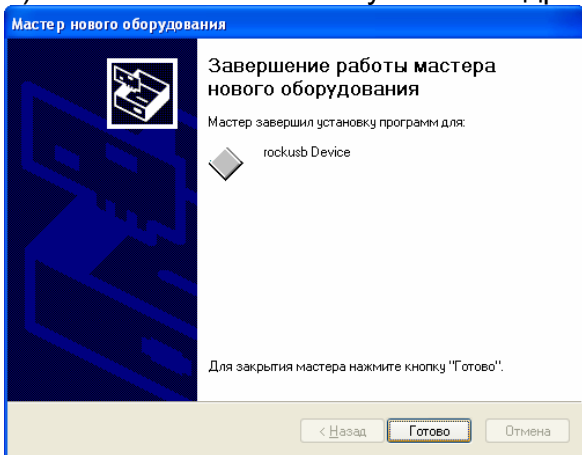 Мастер нового оборудования
Завершение работы мастера
нового оборудования
Мастер завершил установку программ для:
rockusb Device
Для закрытия мастера нажмите кнопку "Готово".
< Назад Готово Отмена